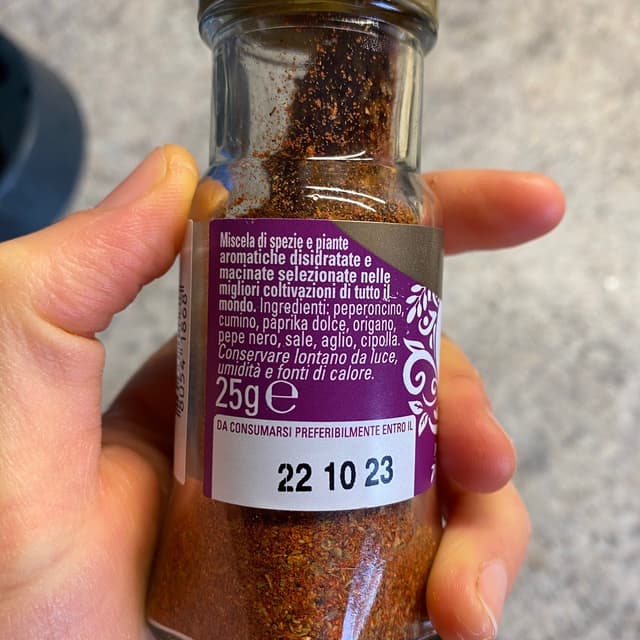 Miscela di spezie e piante
aromatiche disidratate e
macinate selezionate nelle
migliori coltivazioni di tutto il
mondo. Ingredienti: peperoncino,
cumino, paprika dolce, origano,
pepe nero, sale, aglio, cipolla.
Conservare lontano da luce,
umidità e fonti di calore.
25g e
DA CONSUMARSI PREFERIBILMENTE ENTRO IL
22 10 23